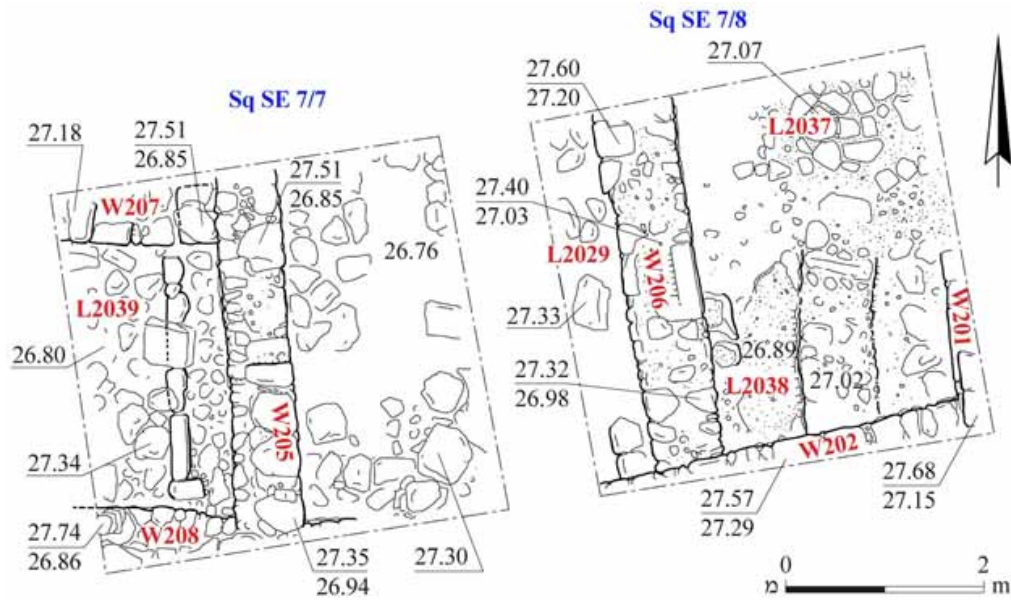 Sq SE 7/7
27.18
27.51
26.85
27.51
26.85
W207
26.76
L2039
26.80
W205
27.34
27.74
26.86
W208
27.35
26.94
27.30
Sq SE 7/8
27.07
27.60
27.20
L2037
27.40
27.03
L2029
W206
27.33
W201
26.89
27.32
26.98
L2038
27.02
W202
27.68
27.15
27.57
27.29
0 2
מ m